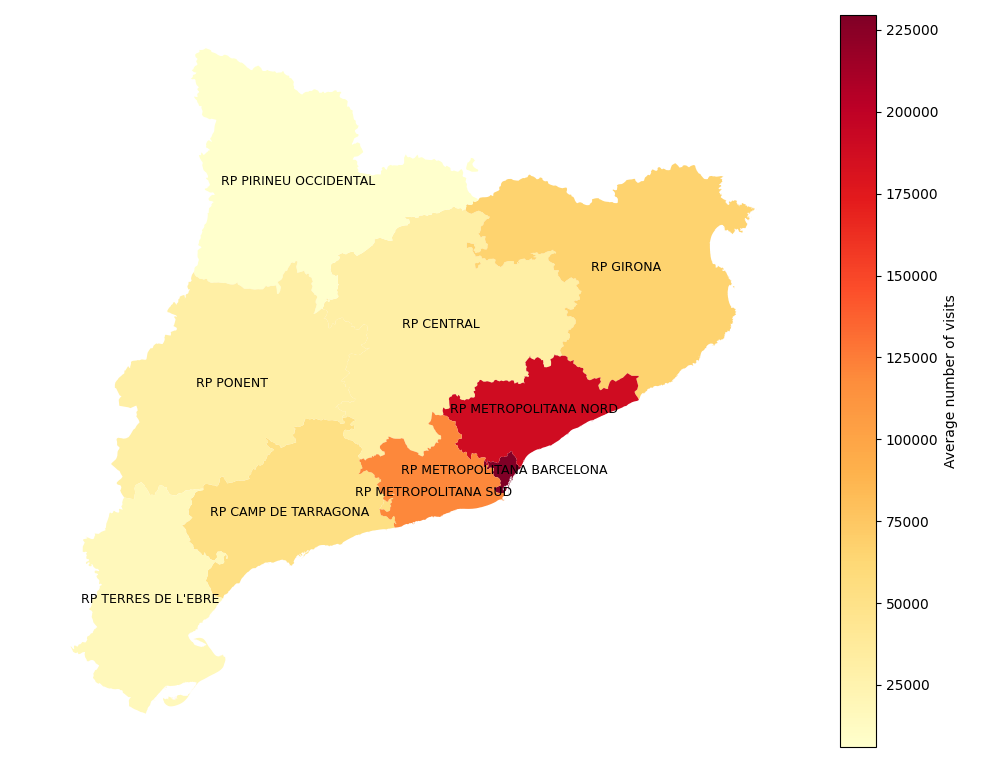 225000
200000
175000
150000
125000
100000
75000
50000
25000
Average number of visits
RP PIRINEU OCCIDENTAL
RP GIRONA
RP CENTRAL
RP PONENT
RP METROPOLITANA NORD
RP METROPOLITANA BARCELONA
RP METROPOLITANA SUD
RP CAMP DE TARRAGONA
RP TERRES DE L'EBRE